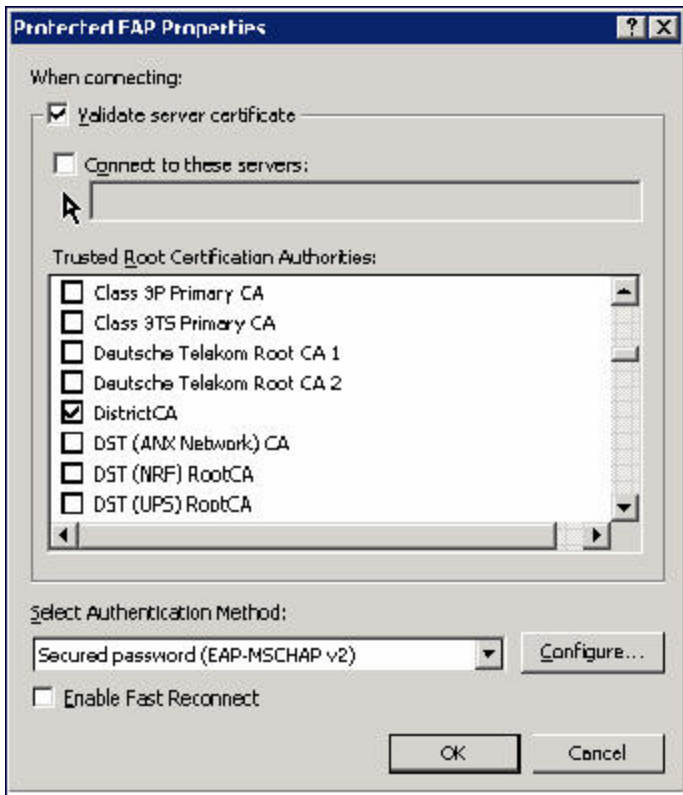 Protected EAP Properties
When connecting:
Validate server certificate
Connect to these servers:
Trusted Root Certification Authorities:
Class 3P Primary CA
Class 3TS Primary CA
Deutsche Telekom Root CA 1
Deutsche Telekom Root CA 2
DistrictCA
DST (ANX Network) CA
DST (NRF) RootCA
DST (UPS) RootCA
Select Authentication Method:
Secured password (EAP-MSCHAP v2)
Configure...
Enable Fast Reconnect
OK
Cancel